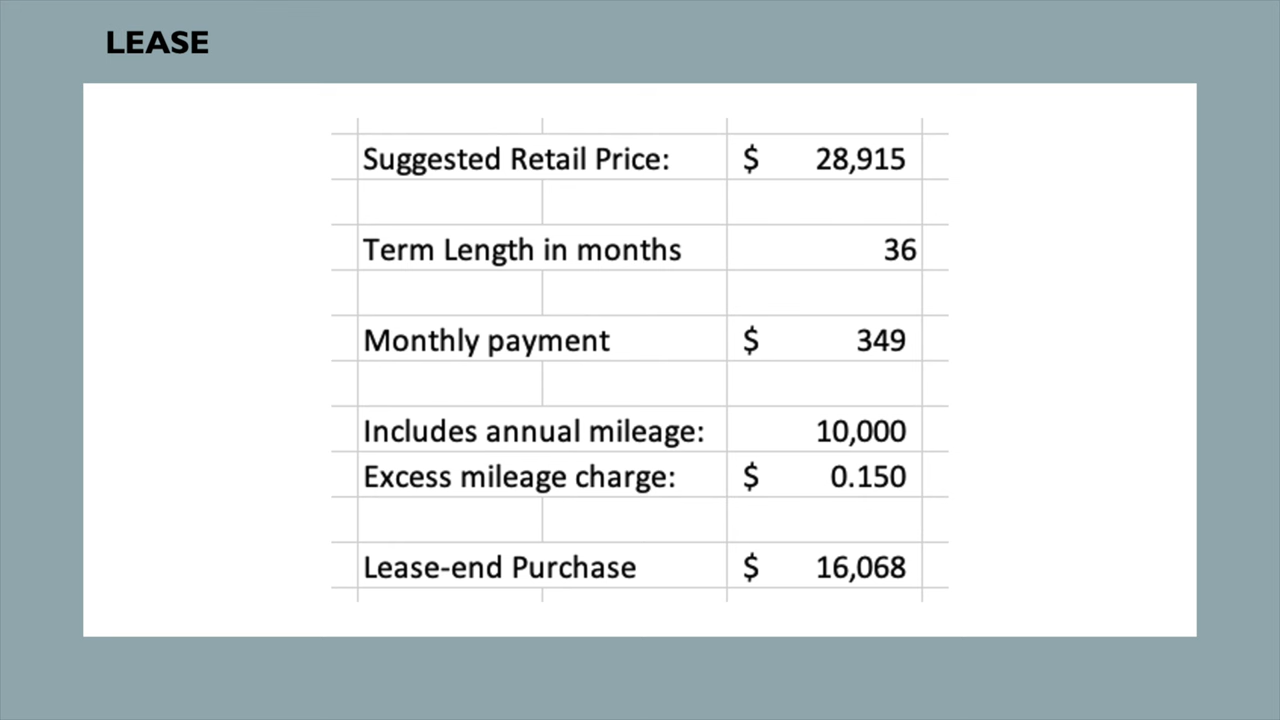 LEASE
Suggested Retail Price: $ 28,915
Term Length in months 36
Monthly payment $ 349
Includes annual mileage: 10,000
Excess mileage charge: $ 0.150
Lease-end Purchase $ 16,068